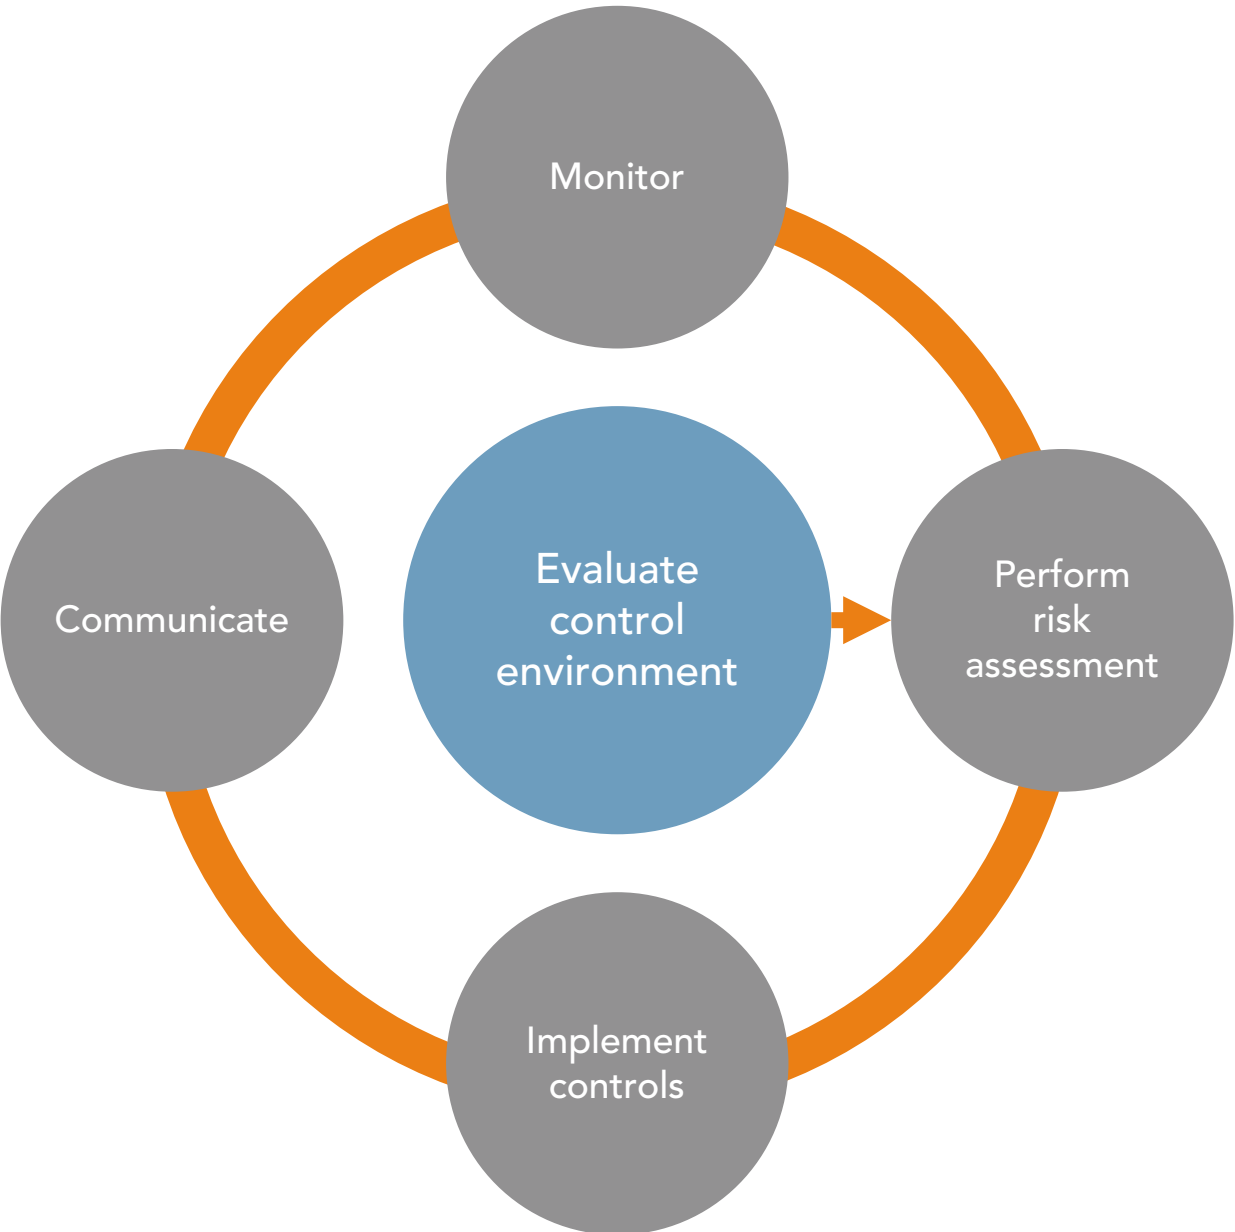 Monitor
Evaluate
control
environment
Perform
risk
assessment
Communicate
Implement
controls